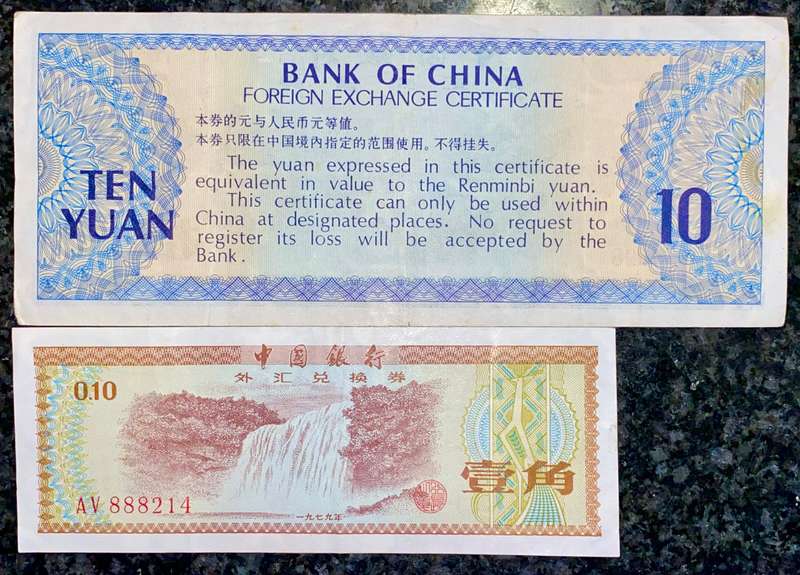 BANK OF CHINA
FOREIGN EXCHANGE CERTIFICATE
本券的元与人民币元等值。
本券只限在中国境内指定的范围使用。不得挂失。
TEN
YUAN
The yuan expressed in this certificate is
equivalent in value to the Renminbi yuan.
This certificate can only be used within
China at designated places. No request to
register its loss will be accepted by the
Bank.
10
中国银行
外汇兑换券
0.10
壹角
AV 888214
一九七九年